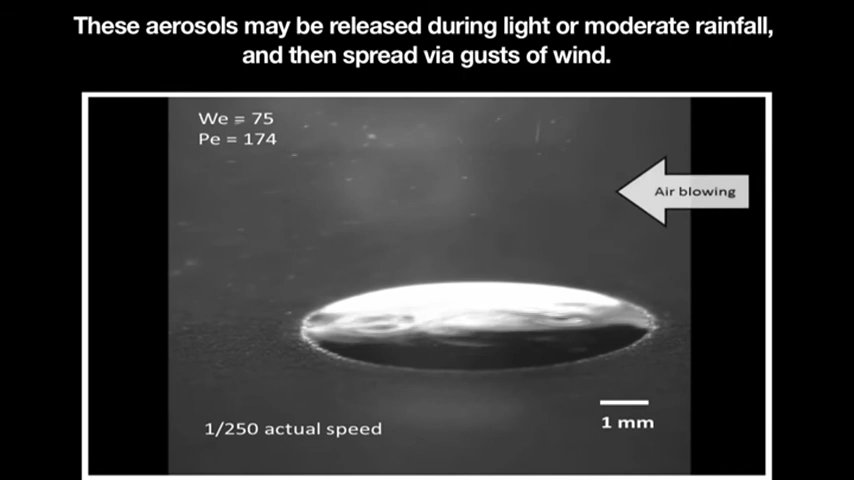 These aerosols may be released during light or moderate rainfall,
and then spread via gusts of wind.
We = 75
Pe = 174
Air blowing
1/250 actual speed
1 mm